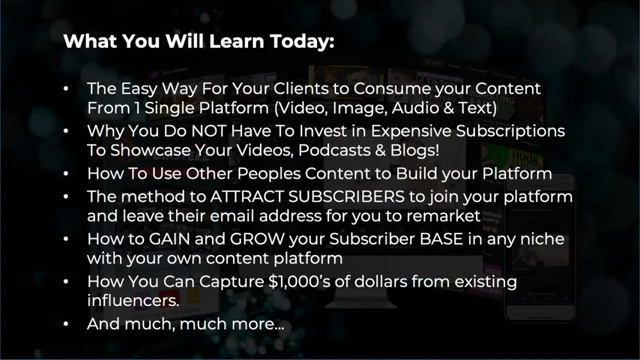 What You Will Learn Today:
• The Easy Way For Your Clients to Consume your Content
From 1 Single Platform (Video, Image, Audio & Text)
• Why You Do NOT Have To Invest in Expensive Subscriptions
To Showcase Your Videos, Podcasts & Blogs!
• How To Use Other Peoples Content to Build your Platform
• The method to ATTRACT SUBSCRIBERS to join your platform
and leave their email address for you to remarket
• How to GAIN and GROW your Subscriber BASE in any niche
with your own content platform
• How You Can Capture $1,000's of dollars from existing
influencers.
• And much, much more...